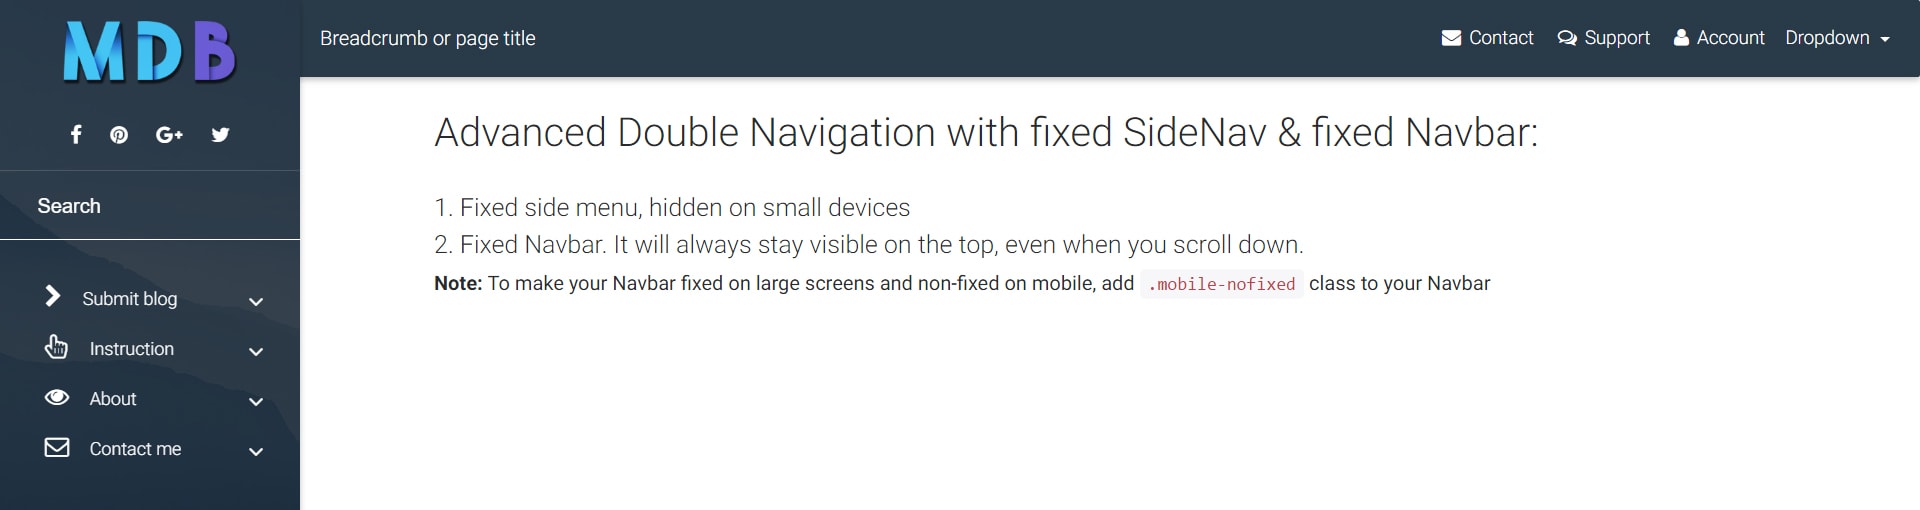 MDB
Breadcrumb or page title
Contact Support Account Dropdown
Search
Submit blog
Instruction
About
Contact me
Advanced Double Navigation with fixed SideNav & fixed Navbar:
1. Fixed side menu, hidden on small devices
2. Fixed Navbar. It will always stay visible on the top, even when you scroll down.
Note: To make your Navbar fixed on large screens and non-fixed on mobile, add .mobile-nofixed class to your Navbar